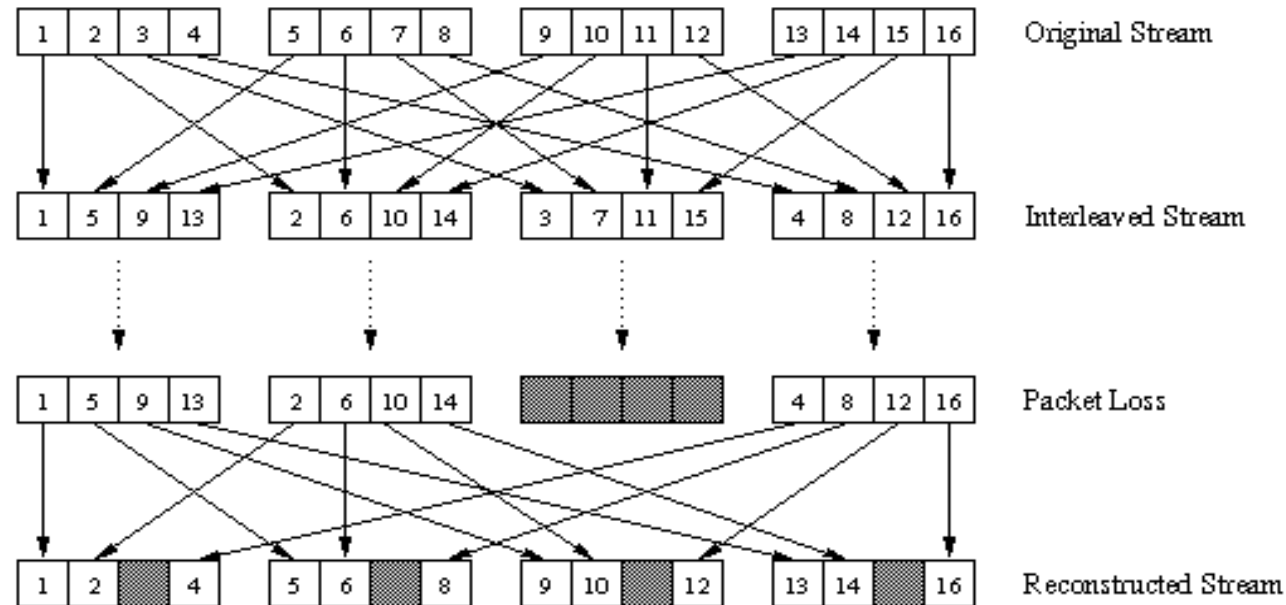 1 2 3 4 5 6 7 8 9 10 11 12 13 14 15 16 Original Stream
1 5 9 13 2 6 10 14 3 7 11 15 4 8 12 16 Interleaved Stream
1 5 9 13 2 6 10 14 4 8 12 16 Packet Loss
1 2 4 5 6 8 9 10 12 13 14 16 Reconstructed Stream